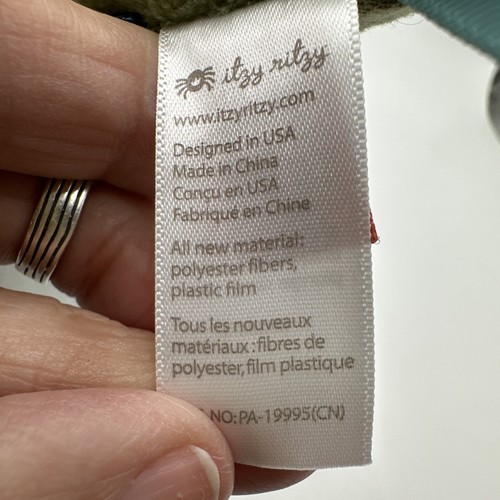 itzy ritzy
www.itzyritzy.com
Designed in USA
Made in China
Conçu en USA
Fabriqué en Chine
All new material:
polyester fibers,
plastic film
Tous les nouveaux
matériaux : fibres de
polyester, film plastique
NO: PA-19995(CN)